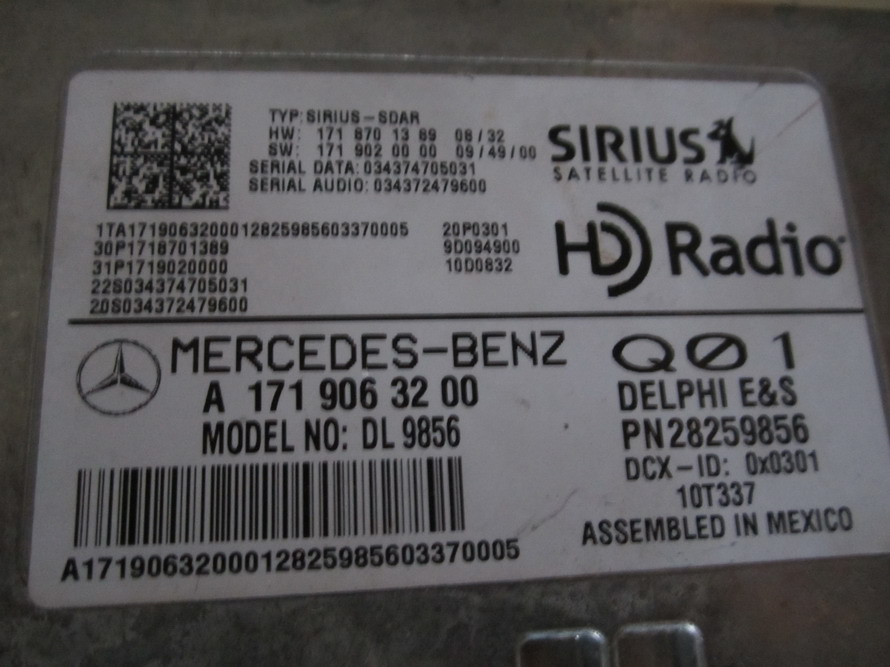 TYP: SIRIUS-SDAR
HW: 171 870 13 89 08/32
SW: 171 902 00 00 09/49/00
SERIAL DATA: 034374705031
SERIAL AUDIO: 034372479600
SIRIUS
SATELLITE RADIO
1TA1719063200012825985603370005 20P0301
30P1718701389 9D094900
31P1719020000 10D0832
22S034374705031
20S034372479600
HD Radio
MERCEDES-BENZ
A 171 906 32 00
MODEL NO: DL 9856
A1719063200012825985603370005
QØ1
DELPHI E&S
PN28259856
DCX-ID: 0x0301
10T337
ASSEMBLED IN MEXICO